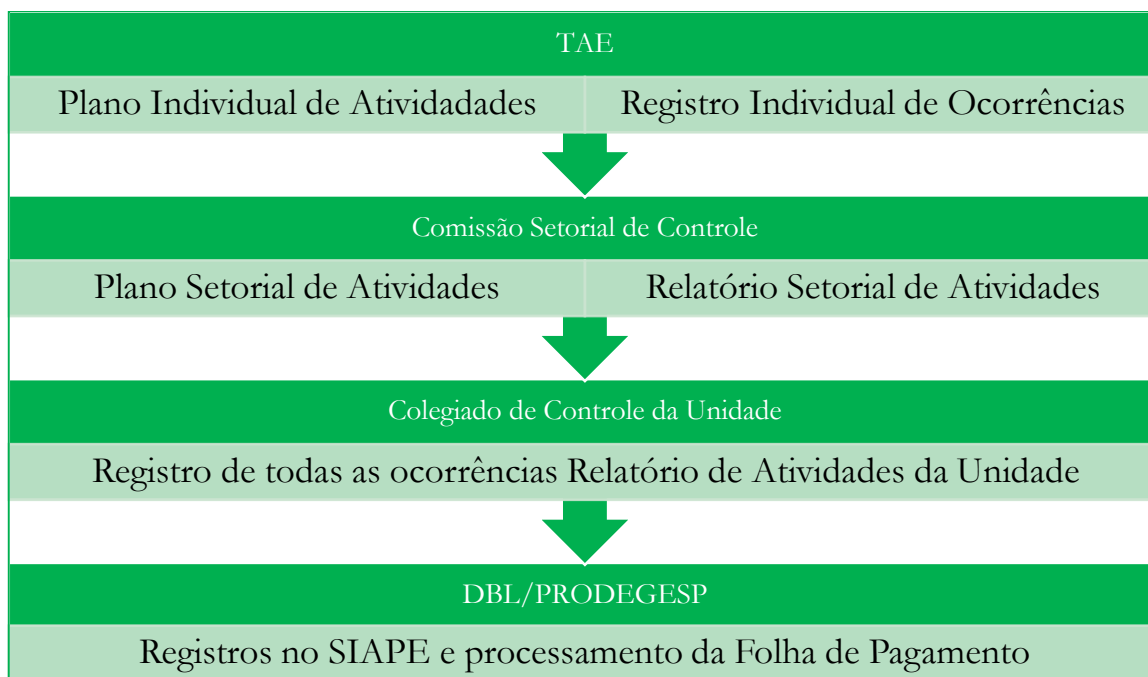 TAE
Plano Individual de Atividadades
Registro Individual de Ocorrências
Comissão Setorial de Controle
Plano Setorial de Atividades
Relatório Setorial de Atividades
Colegiado de Controle da Unidade
Registro de todas as ocorrências Relatório de Atividades da Unidade
DBL/PRODEGESP
Registros no SIAPE e processamento da Folha de Pagamento